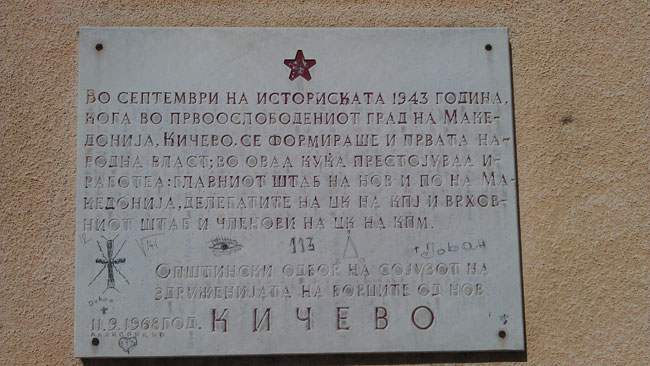 ВО СЕПТЕМВРИ НА ИСТОРИСКАТА 1943 ГОДИНА,
КОГА ВО ПРВООСЛОБОДЕНИОТ ГРАД НА МАКЕ-
ДОНИЈА, КИЧЕВО, СЕ ФОРМИРАШЕ И ПРВАТА НА-
РОДНА ВЛАСТ; ВО ОВАА КУЌА ПРЕСТОЈУВАА И
РАБОТЕА: ГЛАВНИОТ ШТАБ НА НОВ И ПО НА МА-
КЕДОНИЈА, ДЕЛЕГАТИТЕ НА ЦК НА КПЈ И ВРХОВ-
НИОТ ШТАБ И ЧЛЕНОВИ НА ЦК НА КПМ.
113
Јован
ОПШТИНСКИ ОДБОР НА СОЈУЗОТ НА
ЗДРУЖЕНИЈАТА НА БОРЦИТЕ ОД НОВ
11.9.1968 ГОД. КИЧЕВО